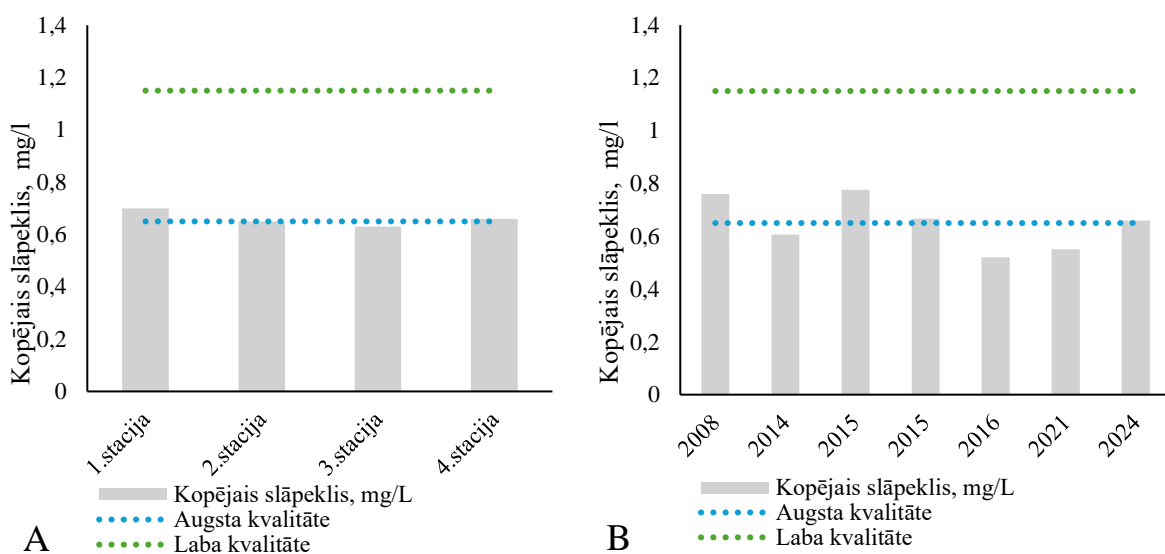 Kopējais slāpeklis, mg/l
1,4
1,2
1
0,8
0,6
0,4
0,2
0
1.stacija
2.stacija
3.stacija
4.stacija
Kopējais slāpeklis, mg/L
Augsta kvalitāte
Laba kvalitāte
A
Kopējais slāpeklis, mg/l
1,4
1,2
1
0,8
0,6
0,4
0,2
0
2008
2014
2015
2015
2016
2021
2024
Kopējais slāpeklis, mg/L
Augsta kvalitāte
Laba kvalitāte
B